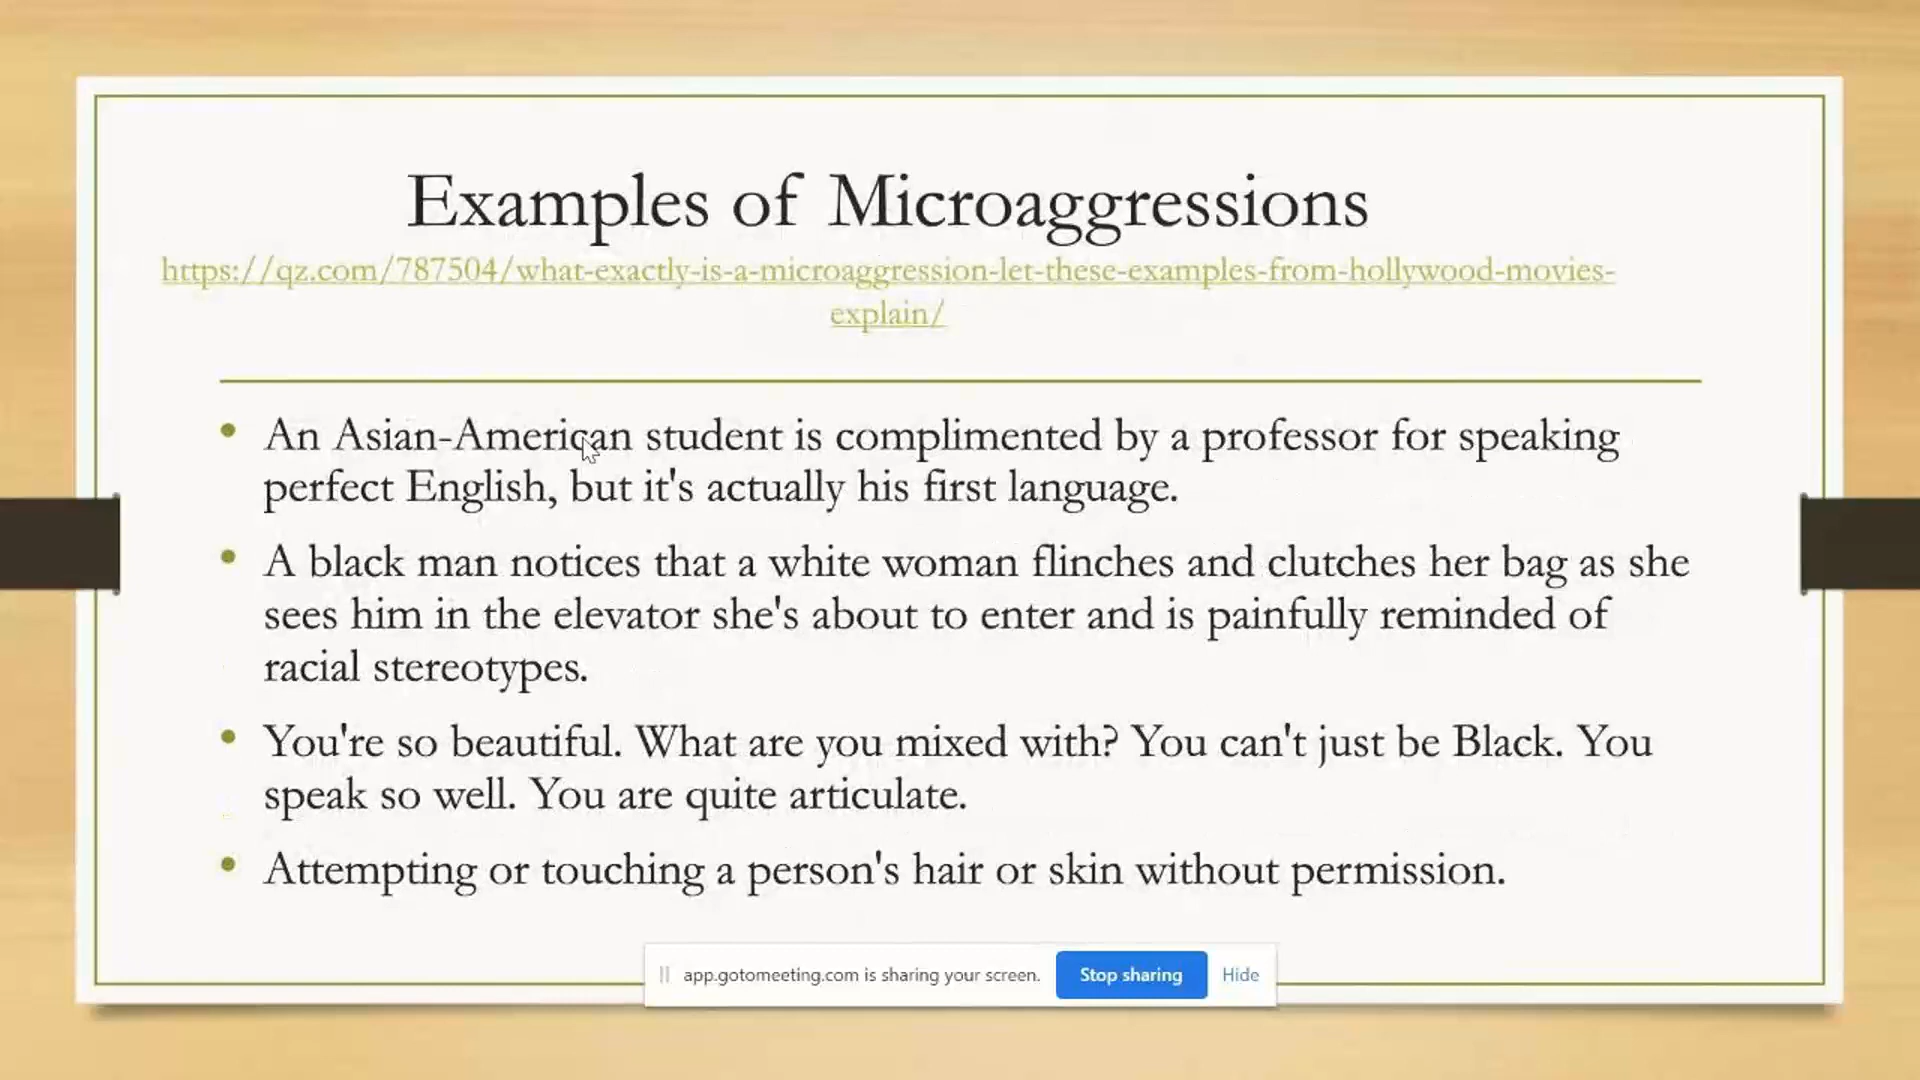 Examples of Microaggressions
https://qz.com/787504/what-exactly-is-a-microaggression-let-these-examples-from-hollywood-movies-
explain/
• An Asian-American student is complimented by a professor for speaking
perfect English, but it's actually his first language.
• A black man notices that a white woman flinches and clutches her bag as she
sees him in the elevator she's about to enter and is painfully reminded of
racial stereotypes.
• You're so beautiful. What are you mixed with? You can't just be Black. You
speak so well. You are quite articulate.
• Attempting or touching a person's hair or skin without permission.
app.gotomeeting.com is sharing your screen. Stop sharing Hide